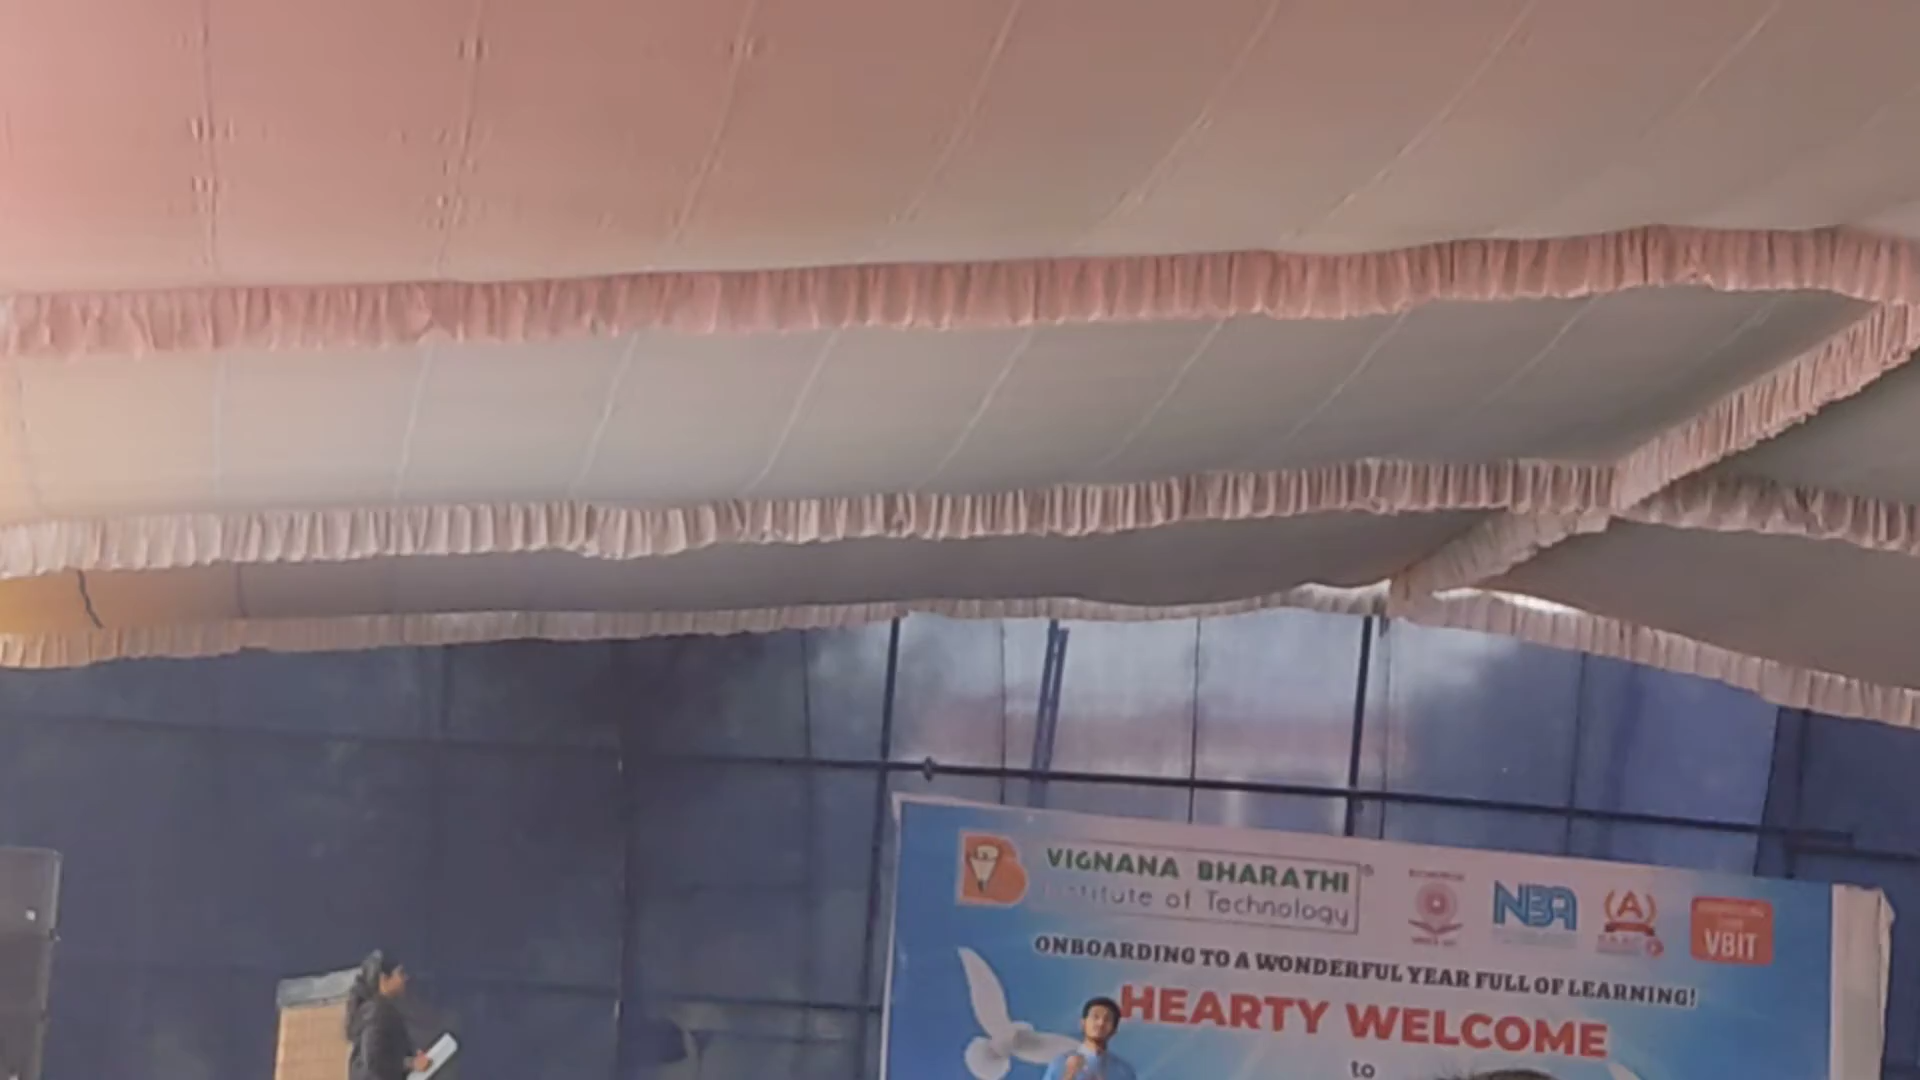 VIGNANA BHARATHI
Institute of Technology
NBA
A
VBIT
ONBOARDING TO A WONDERFUL YEAR FULL OF LEARNING!
HEARTY WELCOME
to